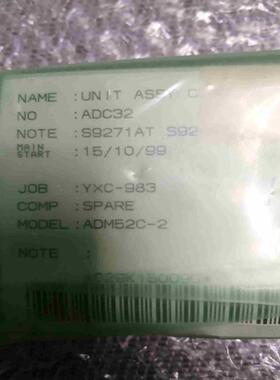 NAME :UNIT ASSY C
NO :ADC32
NOTE :S9271AT S92
MAIN START :15/10/99
JOB :YXC-983
COMP :SPARE
MODEL:ADM52C-2
NOTE :